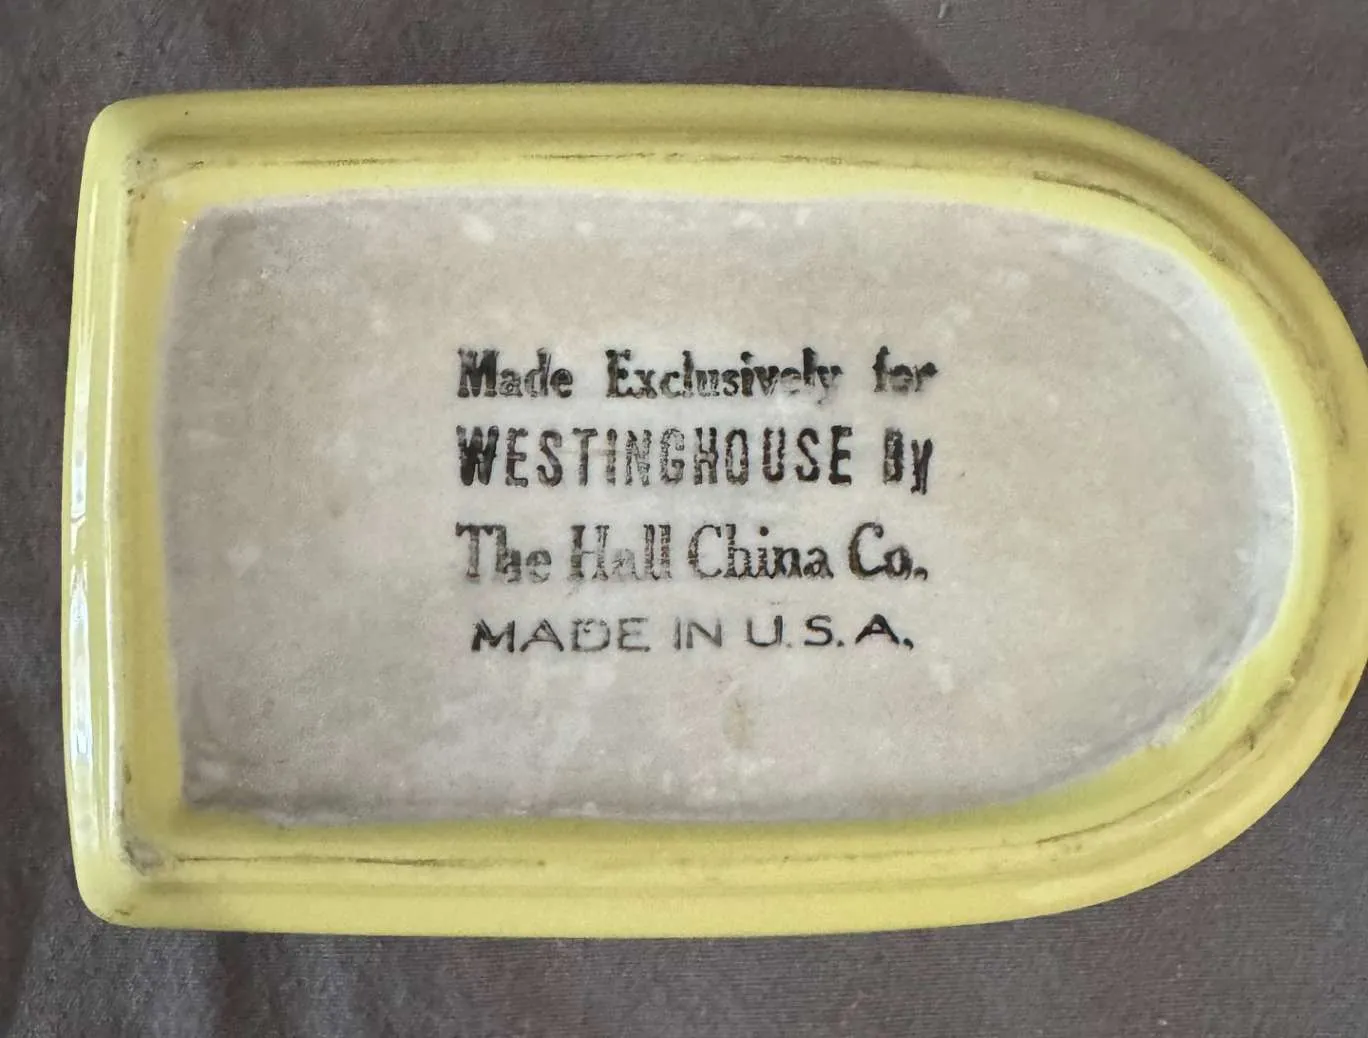 Made Exclusively for
WESTINGHOUSE By
The Hall China Co.
MADE IN U.S.A.